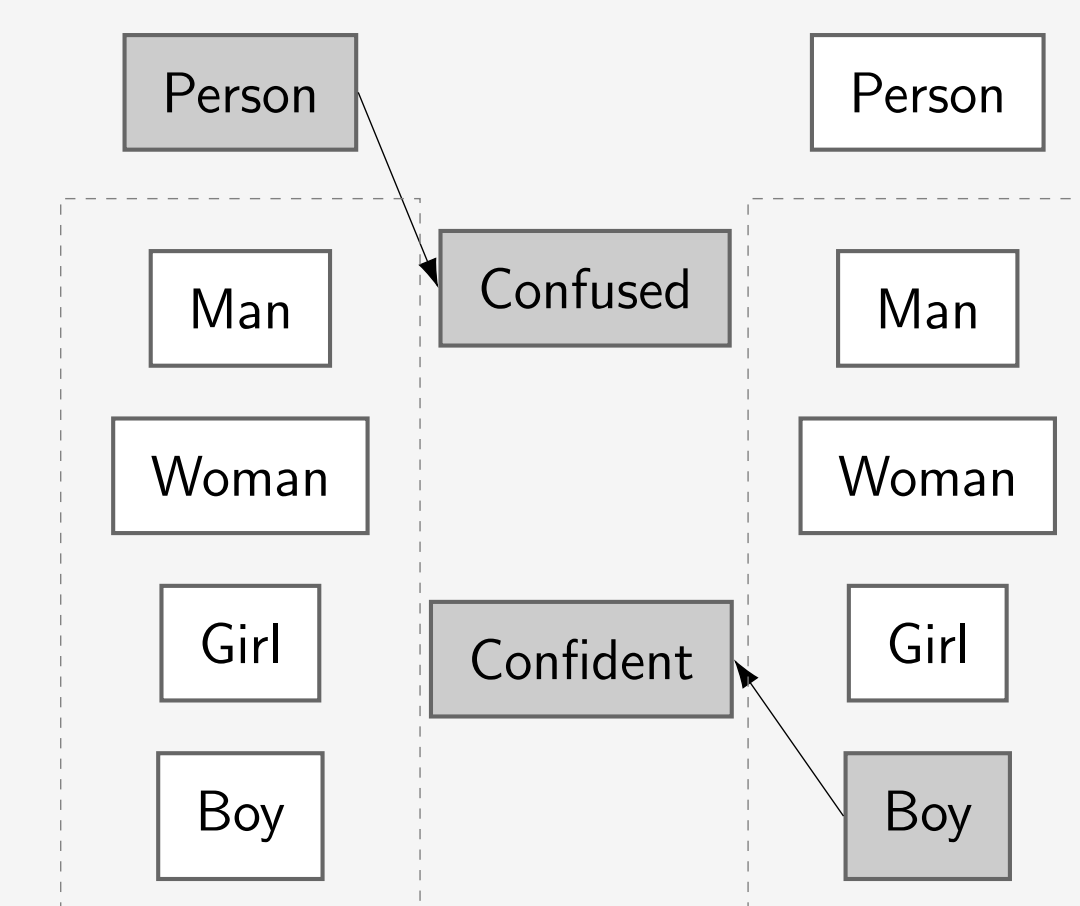 Person
Man
Woman
Girl
Boy
Confused
Confident
Person
Man
Woman
Girl
Boy